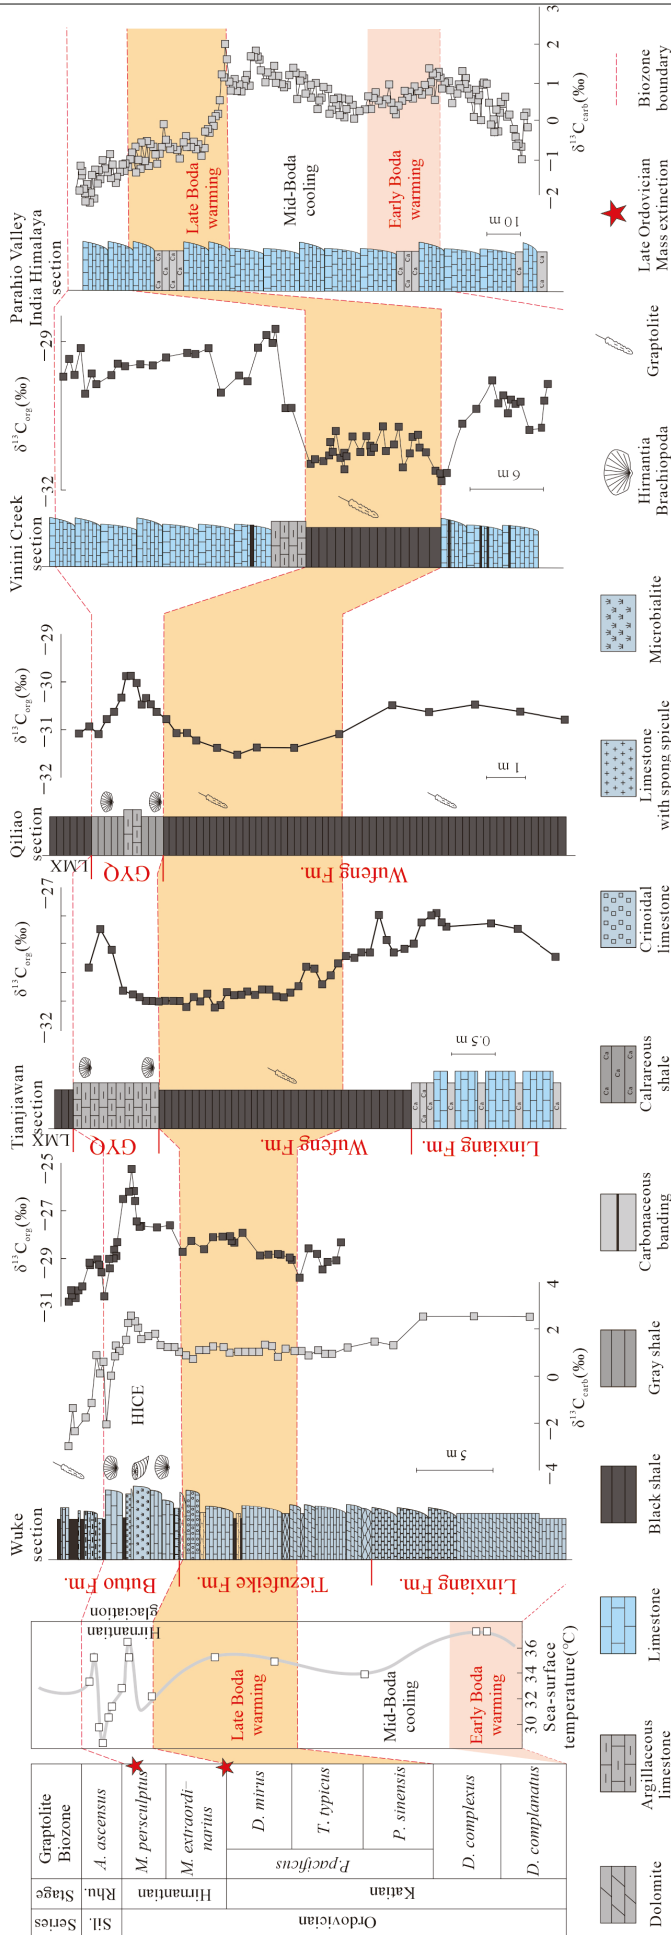 Series
Stage
Graptolite
Biozone
Sil.
Rhu.
A. ascensus
Ordovician
Hirnantian
M. persculptus
M. extraordi–
narius
Katian
P.pacificus
D. mirus
T. typicus
P. sinensis
D. complexus
D. complanatus
Hirnantian
glaciation
Late Boda
warming
Mid-Boda
cooling
Early Boda
warming
30
32
34
36
Sea-surface
temperature(°C)
Wuke
section
Butuo Fm.
Tiezufeike Fm.
Linxiang Fm.
5 m
HICE
−4
−2
0
2
4
δ13Ccarb(‰)
δ13Corg(‰)
−31
−29
−27
−25
Tianjiawan
section
LMX
GYQ
Wufeng Fm.
Linxiang Fm.
0.5 m
δ13Corg(‰)
−32
−27
Qiliao
section
LMX
GYQ
Wufeng Fm.
1 m
δ13Corg(‰)
−32
−31
−30
−29
Vinini Creek
section
6 m
δ13Corg(‰)
−32
−29
Parahio Valley
India Himalaya
section
10 m
Late Boda
warming
Mid-Boda
cooling
Early Boda
warming
−2
−1
0
1
2
3
δ13Ccarb(‰)
Ca
Dolomite
Argillaceous
limestone
Limestone
Black shale
Gray shale
Carbonaceous
banding
Calrareous
shale
Crinoidal
limestone
Limestone
with spong spicule
Microbialite
Hirnantia
Brachiopoda
Graptolite
Late Ordovician
Mass extinction
Biozone
boundary